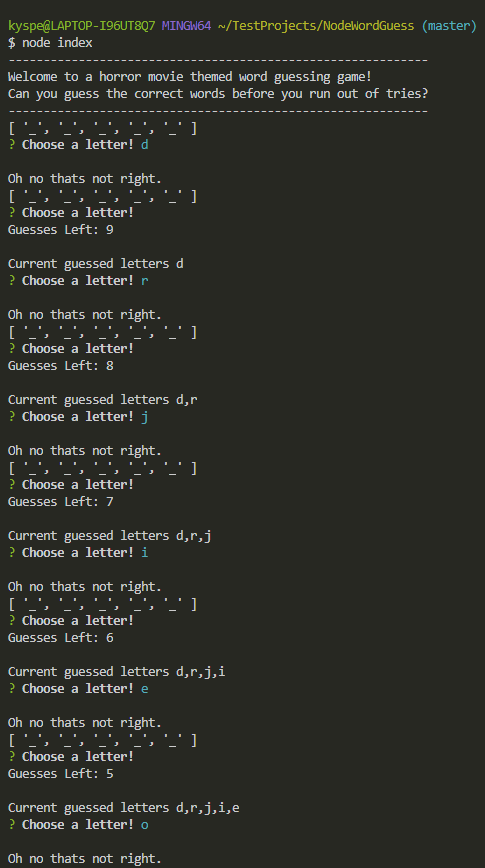 kyspe@LAPTOP-I96UT8Q7 MINGW64 ~/TestProjects/NodeWordGuess (master)
$ node index
------------------------------------------------------------
Welcome to a horror movie themed word guessing game!
Can you guess the correct words before you run out of tries?
------------------------------------------------------------
[ '_', '_', '_', '_', '_' ]
? Choose a letter! d
Oh no thats not right.
[ '_', '_', '_', '_', '_' ]
? Choose a letter!
Guesses Left: 9
Current guessed letters d
? Choose a letter! r
Oh no thats not right.
[ '_', '_', '_', '_', '_' ]
? Choose a letter!
Guesses Left: 8
Current guessed letters d,r
? Choose a letter! j
Oh no thats not right.
[ '_', '_', '_', '_', '_' ]
? Choose a letter!
Guesses Left: 7
Current guessed letters d,r,j
? Choose a letter! i
Oh no thats not right.
[ '_', '_', '_', '_', '_' ]
? Choose a letter!
Guesses Left: 6
Current guessed letters d,r,j,i
? Choose a letter! e
Oh no thats not right.
[ '_', '_', '_', '_', '_' ]
? Choose a letter!
Guesses Left: 5
Current guessed letters d,r,j,i,e
? Choose a letter! o
Oh no thats not right.